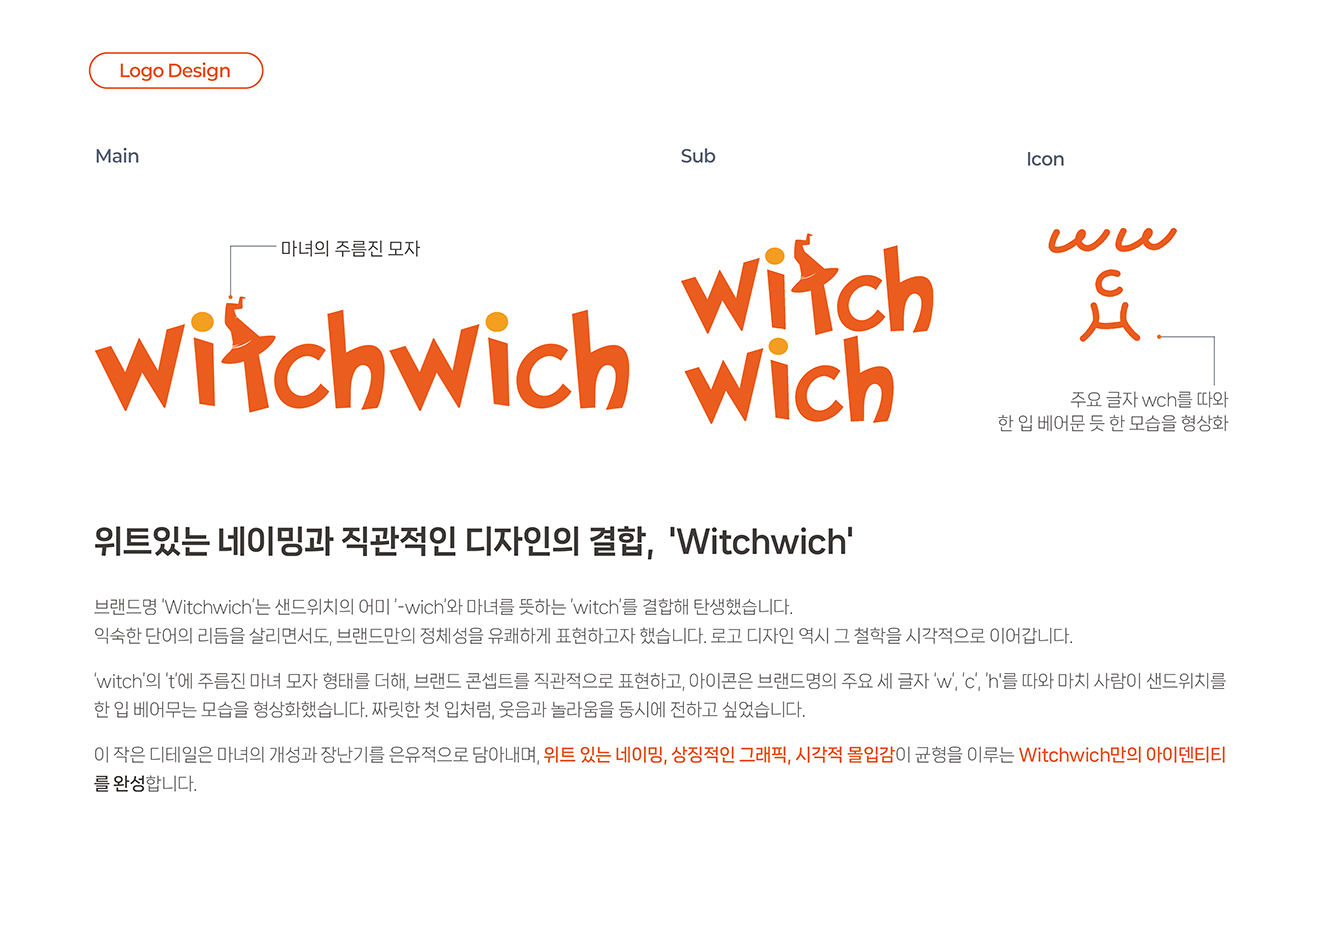 Logo Design
Main
Sub
Icon
마녀의 주름진 모자
witchwich
witch
wich
ww
c
H
주요 글자 wch를 따와
한 입 베어문 듯 한 모습을 형상화
위트있는 네이밍과 직관적인 디자인의 결합, 'Witchwich'
브랜드명 'Witchwich'는 샌드위치의 어미 '-wich'와 마녀를 뜻하는 'witch'를 결합해 탄생했습니다.
익숙한 단어의 리듬을 살리면서도, 브랜드만의 정체성을 유쾌하게 표현하고자 했습니다. 로고 디자인 역시 그 철학을 시각적으로 이어갑니다.
'witch'의 't'에 주름진 마녀 모자 형태를 더해, 브랜드 콘셉트를 직관적으로 표현하고, 아이콘은 브랜드명의 주요 세 글자 'w', 'c', 'h'를 따와 마치 사람이 샌드위치를
한 입 베어무는 모습을 형상화했습니다. 짜릿한 첫 입처럼, 웃음과 놀라움을 동시에 전하고 싶었습니다.
이 작은 디테일은 마녀의 개성과 장난기를 은유적으로 담아내며, 위트 있는 네이밍, 상징적인 그래픽, 시각적 몰입감이 균형을 이루는 Witchwich만의 아이덴티티
를 완성합니다.